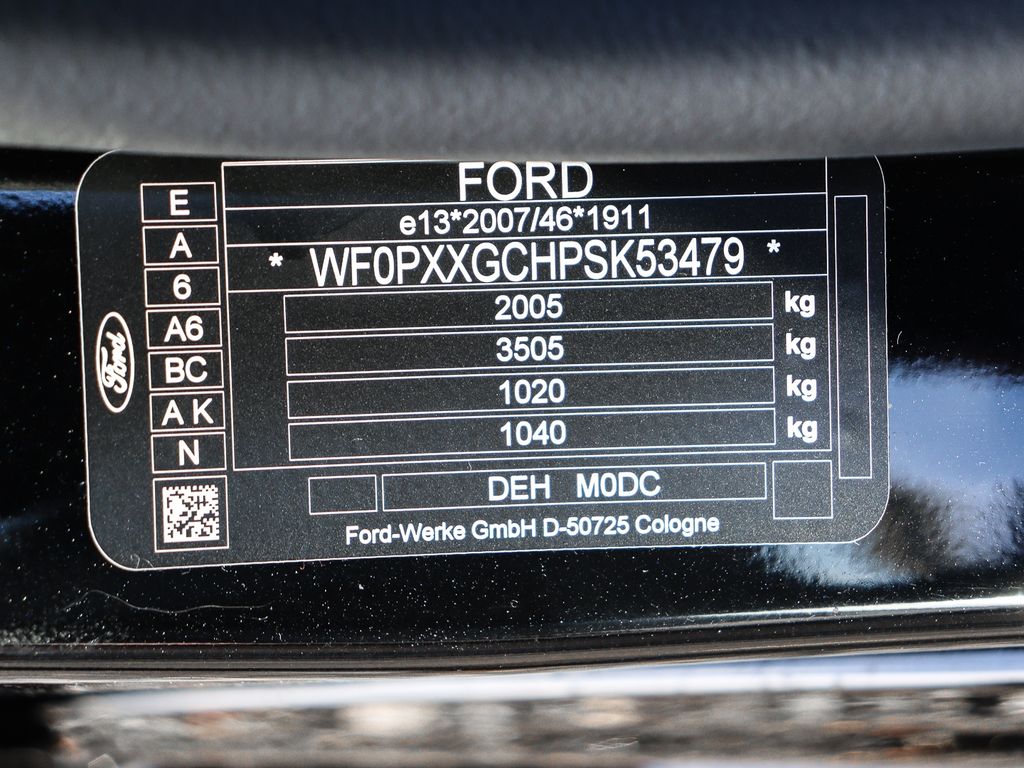 FORD
e13*2007/46*1911
* WF0PXXGCHPSK53479 *
2005 kg
3505 kg
1020 kg
1040 kg
DEH M0DC
Ford-Werke GmbH D-50725 Cologne
E
A
6
A6
BC
A K
N
Ford